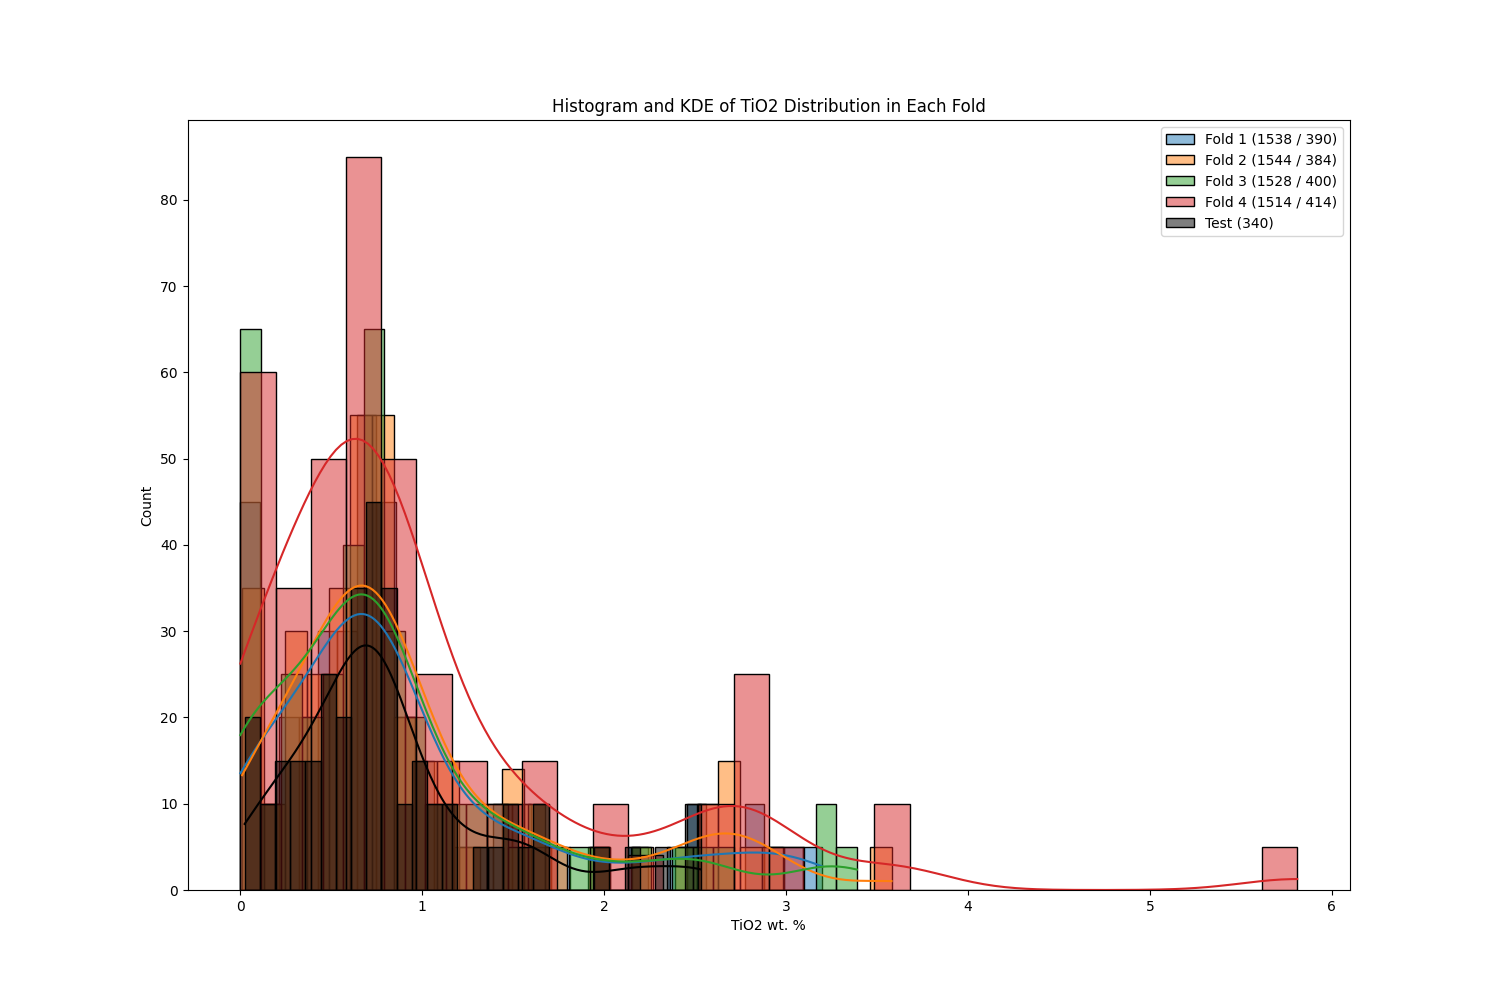 Histogram and KDE of TiO2 Distribution in Each Fold
Fold 1 (1538 / 390)
Fold 2 (1544 / 384)
Fold 3 (1528 / 400)
Fold 4 (1514 / 414)
Test (340)
Count
80
70
60
50
40
30
20
10
0
0 1 2 3 4 5 6
TiO2 wt. %